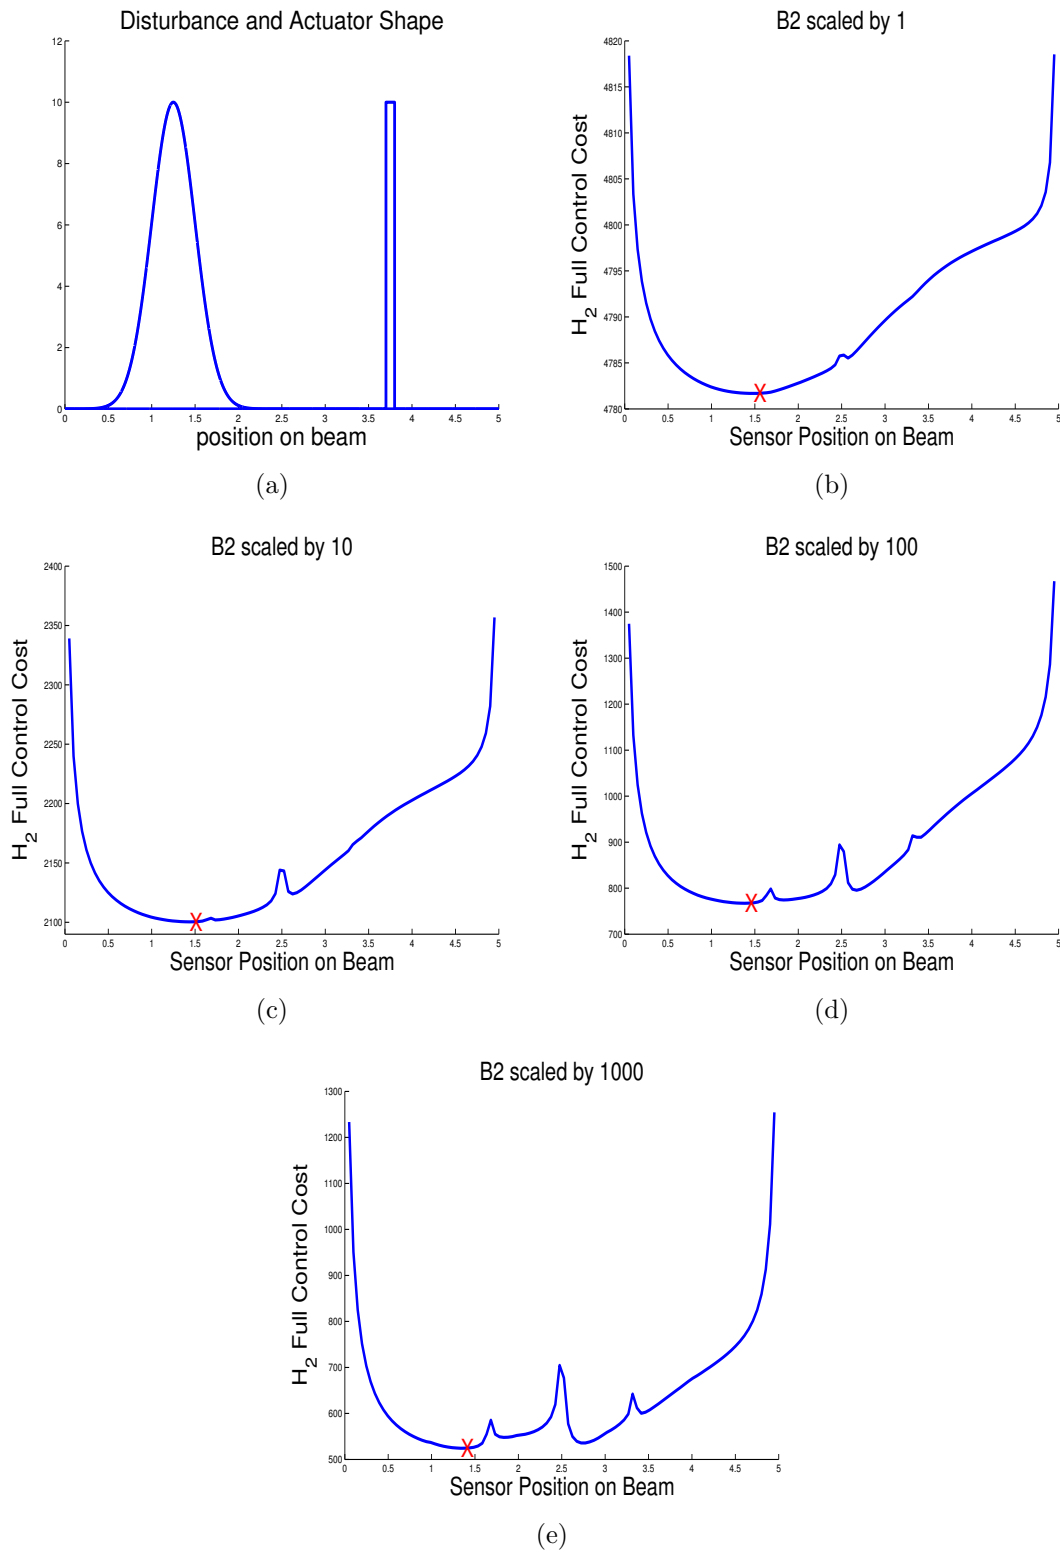 Disturbance and Actuator Shape
12
10
8
6
4
2
0
0 0.5 1 1.5 2 2.5 3 3.5 4 4.5 5
position on beam
(a)
B2 scaled by 1
H2 Full Control Cost
4820
4815
4810
4805
4800
4795
4790
4785
4780
0 0.5 1 1.5 2 2.5 3 3.5 4 4.5 5
Sensor Position on Beam
(b)
B2 scaled by 10
H2 Full Control Cost
2400
2350
2300
2250
2200
2150
2100
0 0.5 1 1.5 2 2.5 3 3.5 4 4.5 5
Sensor Position on Beam
(c)
B2 scaled by 100
H2 Full Control Cost
1500
1400
1300
1200
1100
1000
900
800
700
0 0.5 1 1.5 2 2.5 3 3.5 4 4.5 5
Sensor Position on Beam
(d)
B2 scaled by 1000
H2 Full Control Cost
1300
1200
1100
1000
900
800
700
600
500
0 0.5 1 1.5 2 2.5 3 3.5 4 4.5 5
Sensor Position on Beam
(e)